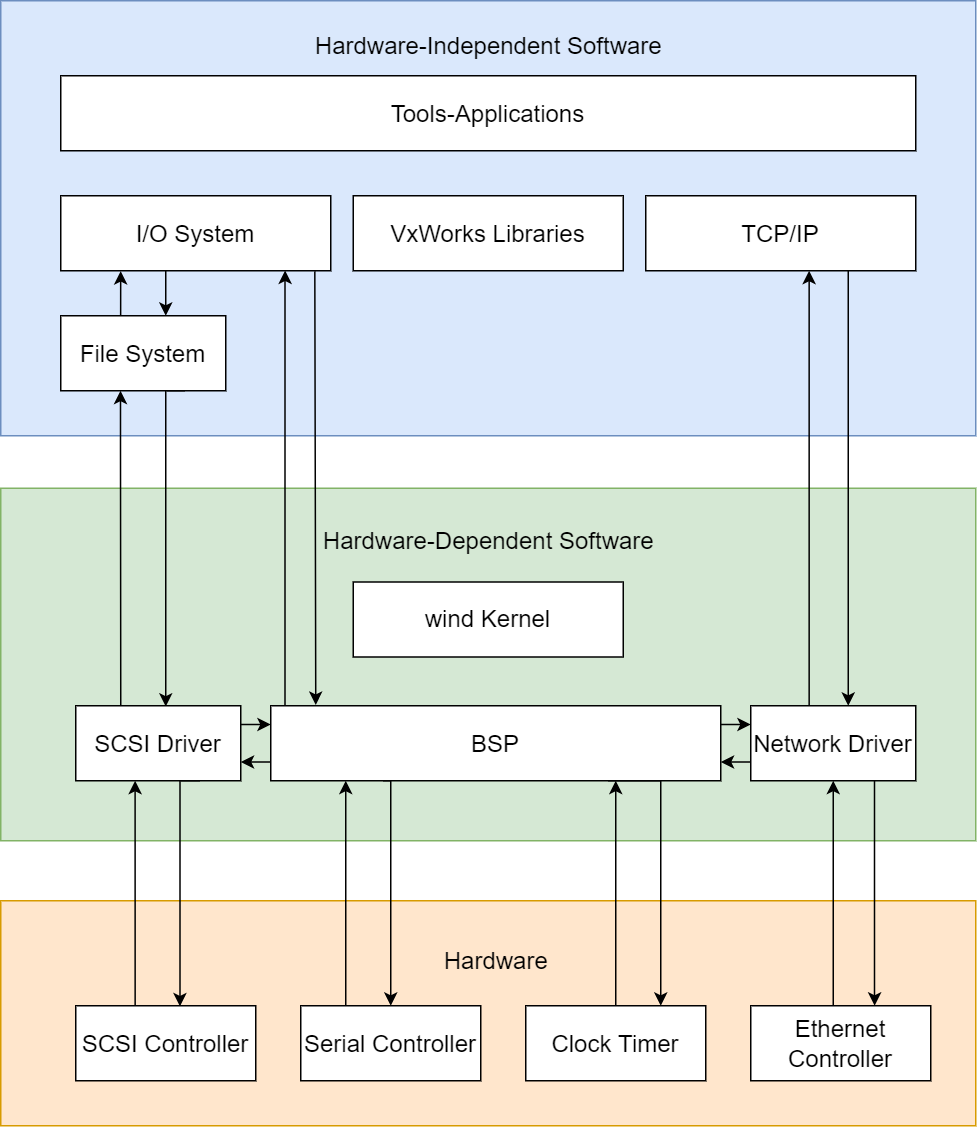 Hardware-Independent Software
Tools-Applications
I/O System
VxWorks Libraries
TCP/IP
File System
Hardware-Dependent Software
wind Kernel
SCSI Driver
BSP
Network Driver
Hardware
SCSI Controller
Serial Controller
Clock Timer
Ethernet
Controller